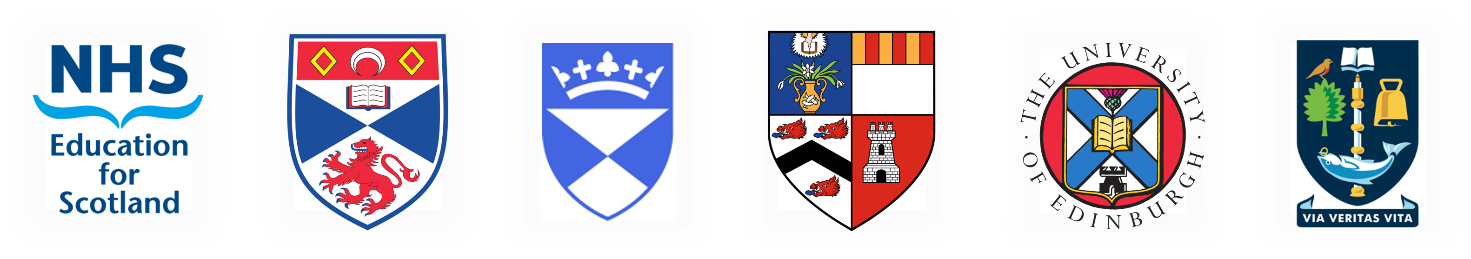 NHS
Education
for
Scotland
· THE UNIVERSITY ·
OF EDINBURGH
VIA VERITAS VITA